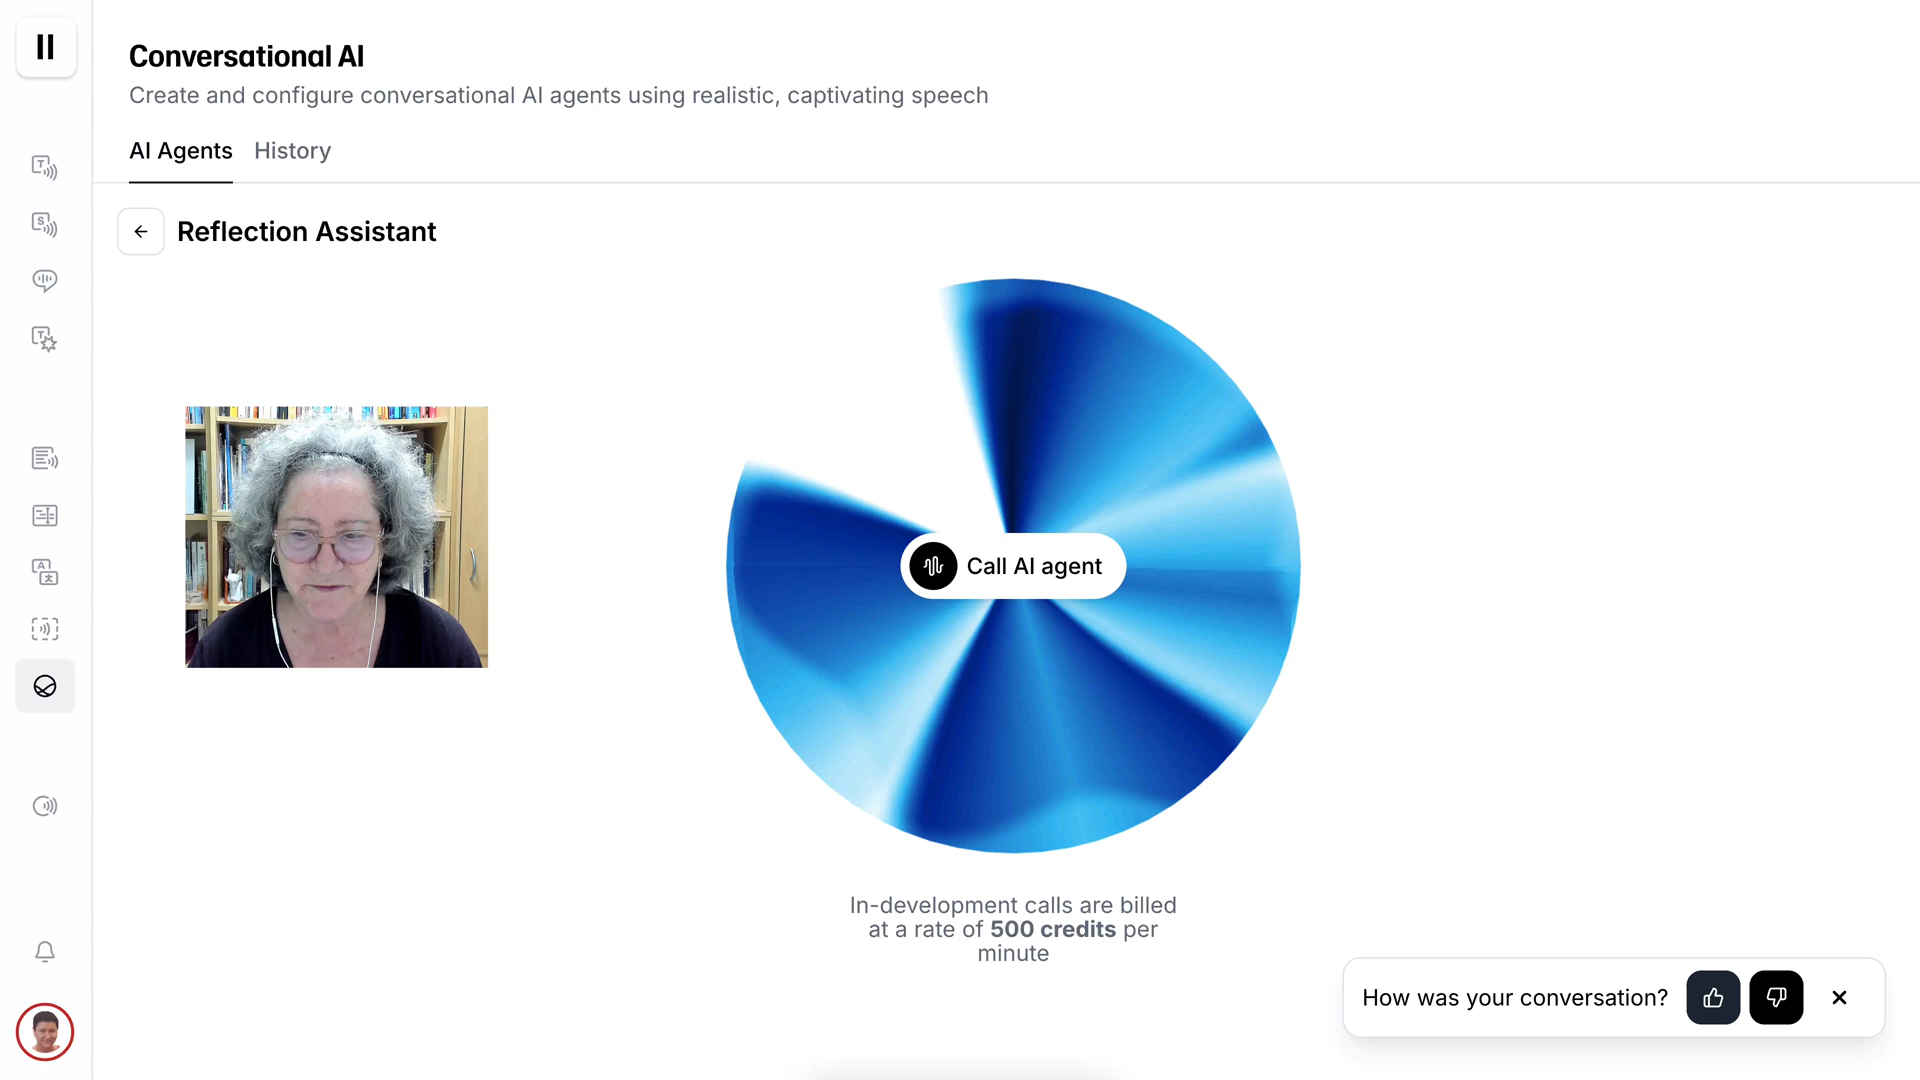 Conversational AI
Create and configure conversational AI agents using realistic, captivating speech
AI Agents
History
Reflection Assistant
Call AI agent
In-development calls are billed
at a rate of 500 credits per
minute
How was your conversation?